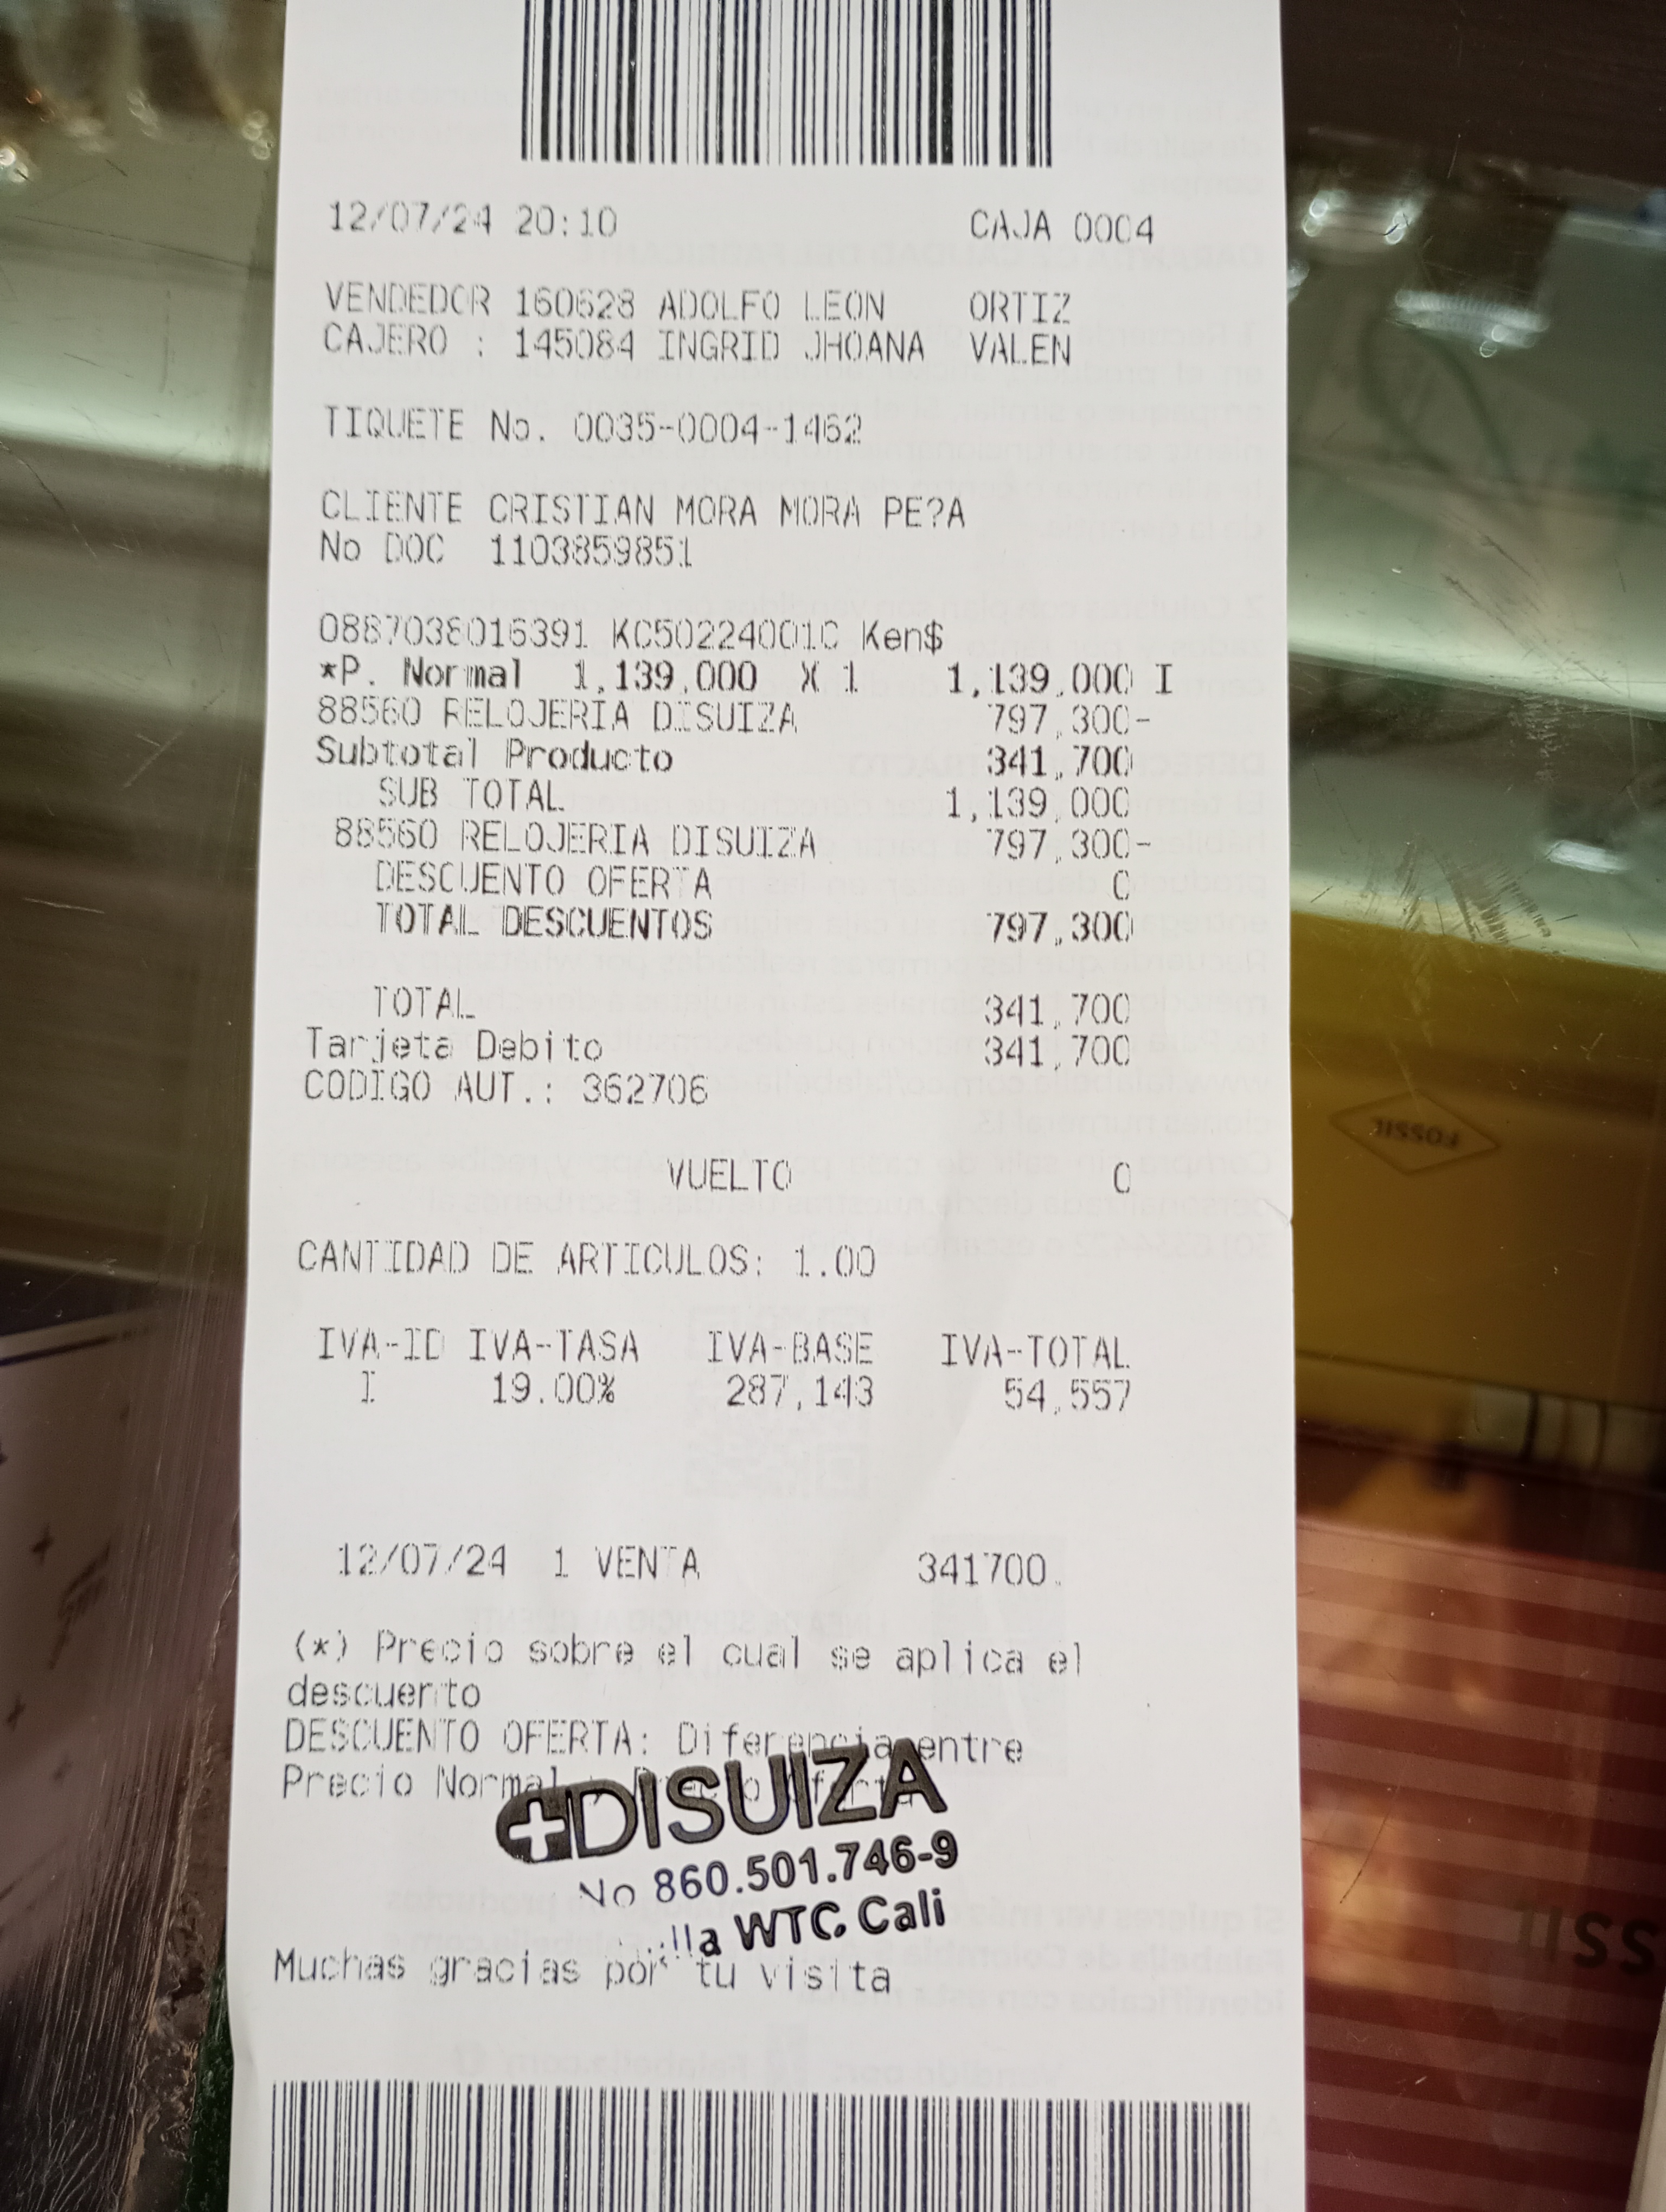 12/07/24 20:10 CAJA 0004
VENDEDOR 160628 ADOLFO LEON ORTIZ
CAJERO : 145084 INGRID JHOANA VALEN
TIQUETE No. 0035-0004-1462
CLIENTE CRISTIAN MORA MORA PE?A
No DOC 1103859851
0887038016391 KC50224001C Ken$
*P. Normal 1,139,000 X 1 1,139,000 I
88560 RELOJERIA DISUIZA 797,300-
Subtotal Producto 341,700
SUB TOTAL 1,139,000
88560 RELOJERIA DISUIZA 797,300-
DESCUENTO OFERTA 0
TOTAL DESCUENTOS 797,300
TOTAL 341,700
Tarjeta Debito 341,700
CODIGO AUT.: 362706
VUELTO 0
CANTIDAD DE ARTICULOS: 1.00
IVA-ID IVA-TASA IVA-BASE IVA-TOTAL
I 19.00% 287,143 54,557
12/07/24 1 VENTA 341700.
(*) Precio sobre el cual se aplica el
descuento
DESCUENTO OFERTA: Diferencia entre
Precio Normal y Precio Oferta
DISUIZA
No 860.501.746-9
WTC. Cali
Muchas gracias por tu visita
FOSSIL